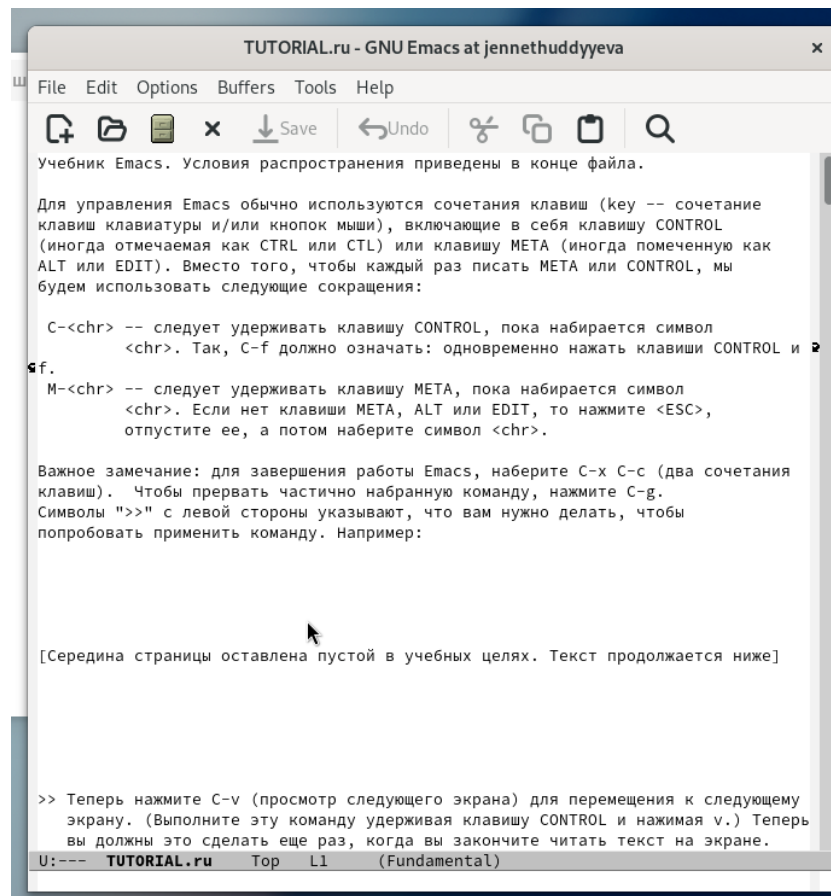 TUTORIAL.ru - GNU Emacs at jennethuddyyeva
ш
File Edit Options Buffers Tools Help
Save Undo
Учебник Emacs. Условия распространения приведены в конце файла.
Для управления Emacs обычно используются сочетания клавиш (key -- сочетание
клавиш клавиатуры и/или кнопок мыши), включающие в себя клавишу CONTROL
(иногда отмечаемая как CTRL или CTL) или клавишу META (иногда помеченную как
ALT или EDIT). Вместо того, чтобы каждый раз писать META или CONTROL, мы
будем использовать следующие сокращения:
C-<chr> -- следует удерживать клавишу CONTROL, пока набирается символ
<chr>. Так, C-f должно означать: одновременно нажать клавиши CONTROL и
f.
M-<chr> -- следует удерживать клавишу META, пока набирается символ
<chr>. Если нет клавиши META, ALT или EDIT, то нажмите <ESC>,
отпустите ее, а потом наберите символ <chr>.
Важное замечание: для завершения работы Emacs, наберите C-x C-c (два сочетания
клавиш).  Чтобы прервать частично набранную команду, нажмите C-g.
Символы ">>" с левой стороны указывают, что вам нужно делать, чтобы
попробовать применить команду. Например:
[Середина страницы оставлена пустой в учебных целях. Текст продолжается ниже]
>> Теперь нажмите C-v (просмотр следующего экрана) для перемещения к следующему
экрану. (Выполните эту команду удерживая клавишу CONTROL и нажимая v.) Теперь
вы должны это сделать еще раз, когда вы закончите читать текст на экране.
U:--- TUTORIAL.ru Top L1 (Fundamental)